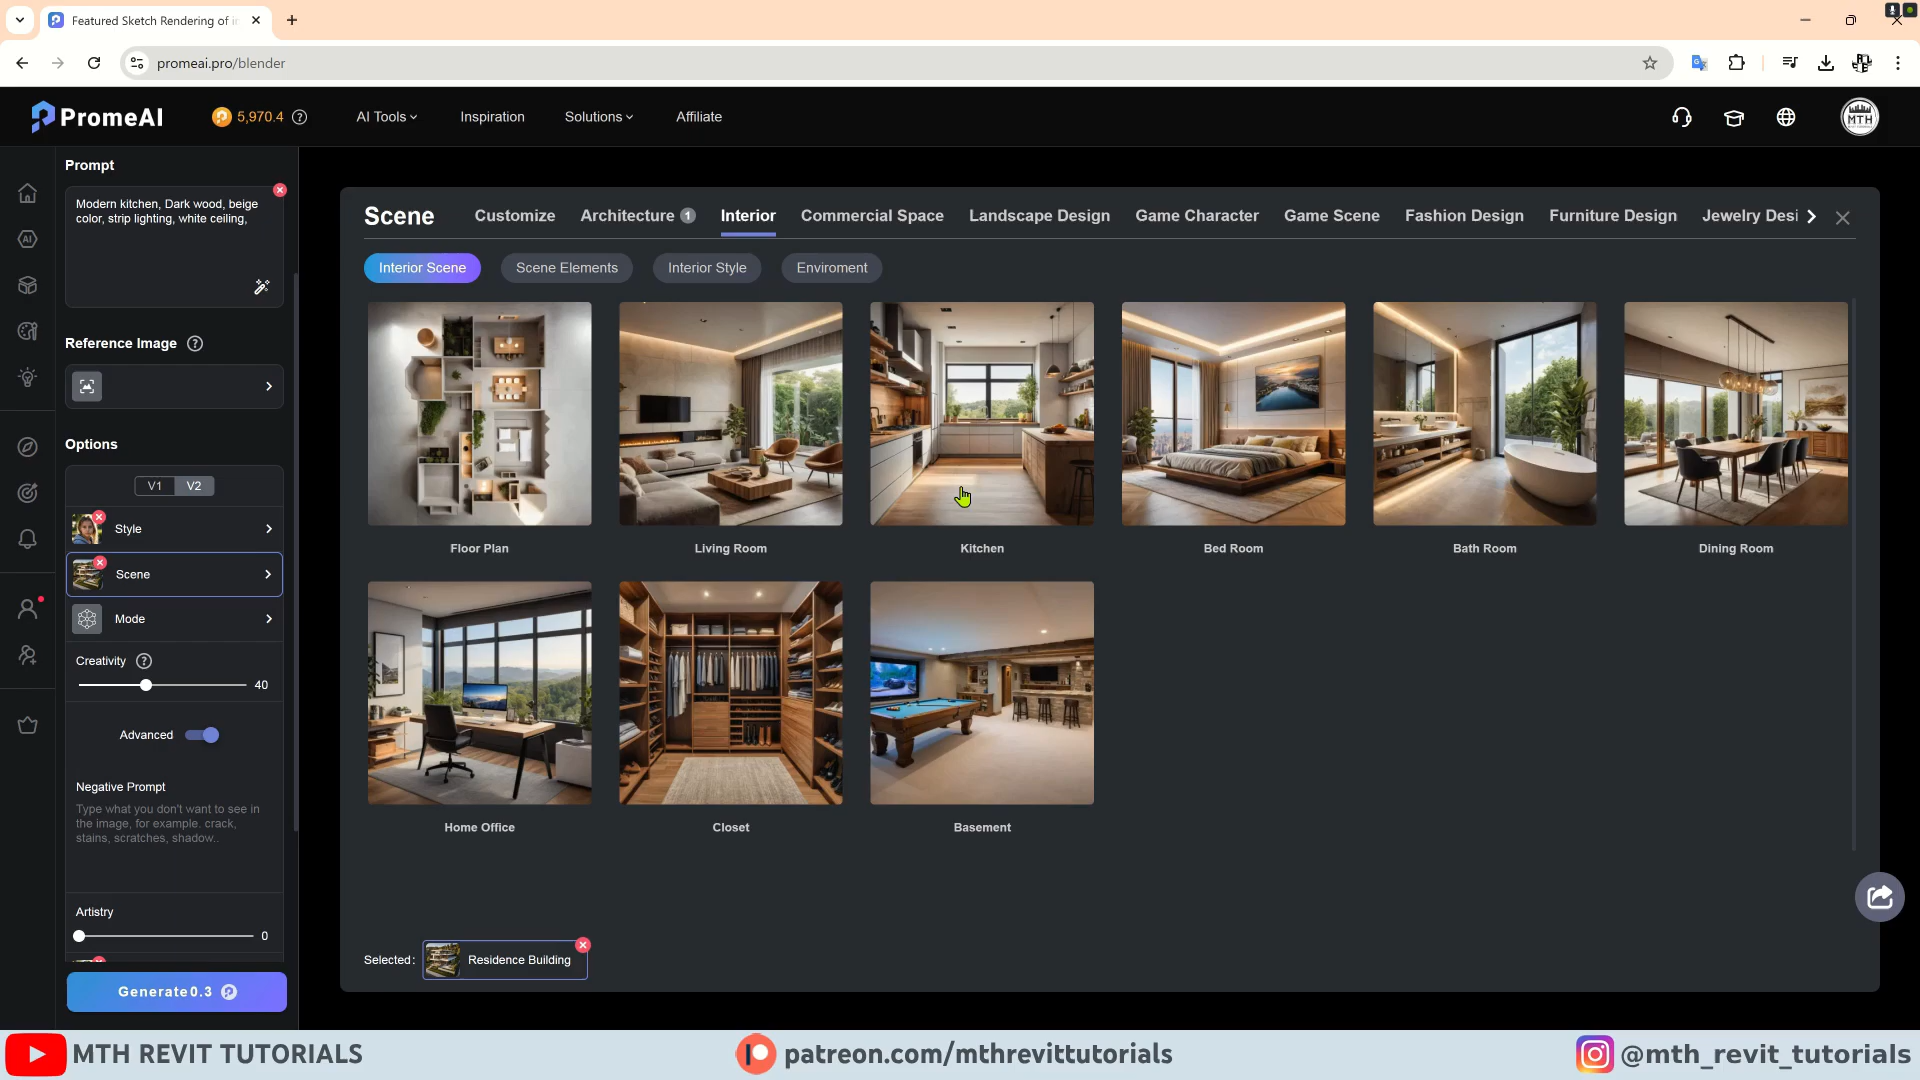 Featured Sketch Rendering of in
promeai.pro/blender
PromeAI
5,970.4
AI Tools
Inspiration
Solutions
Affiliate
MTH
Prompt
Modern kitchen, Dark wood, beige
color, strip lighting, white ceiling,
Reference Image
Options
V1 V2
Style
Scene
Mode
Creativity
40
Advanced
Negative Prompt
Type what you don't want to see in
the image, for example. crack,
stains, scratches, shadow..
Artistry
0
Generate0.3
Scene
Customize
Architecture 1
Interior
Commercial Space
Landscape Design
Game Character
Game Scene
Fashion Design
Furniture Design
Jewelry Desi
Interior Scene
Scene Elements
Interior Style
Enviroment
Floor Plan
Living Room
Kitchen
Bed Room
Bath Room
Dining Room
Home Office
Closet
Basement
Selected:
Residence Building
MTH REVIT TUTORIALS
patreon.com/mthrevittutorials
@mth_revit_tutorials